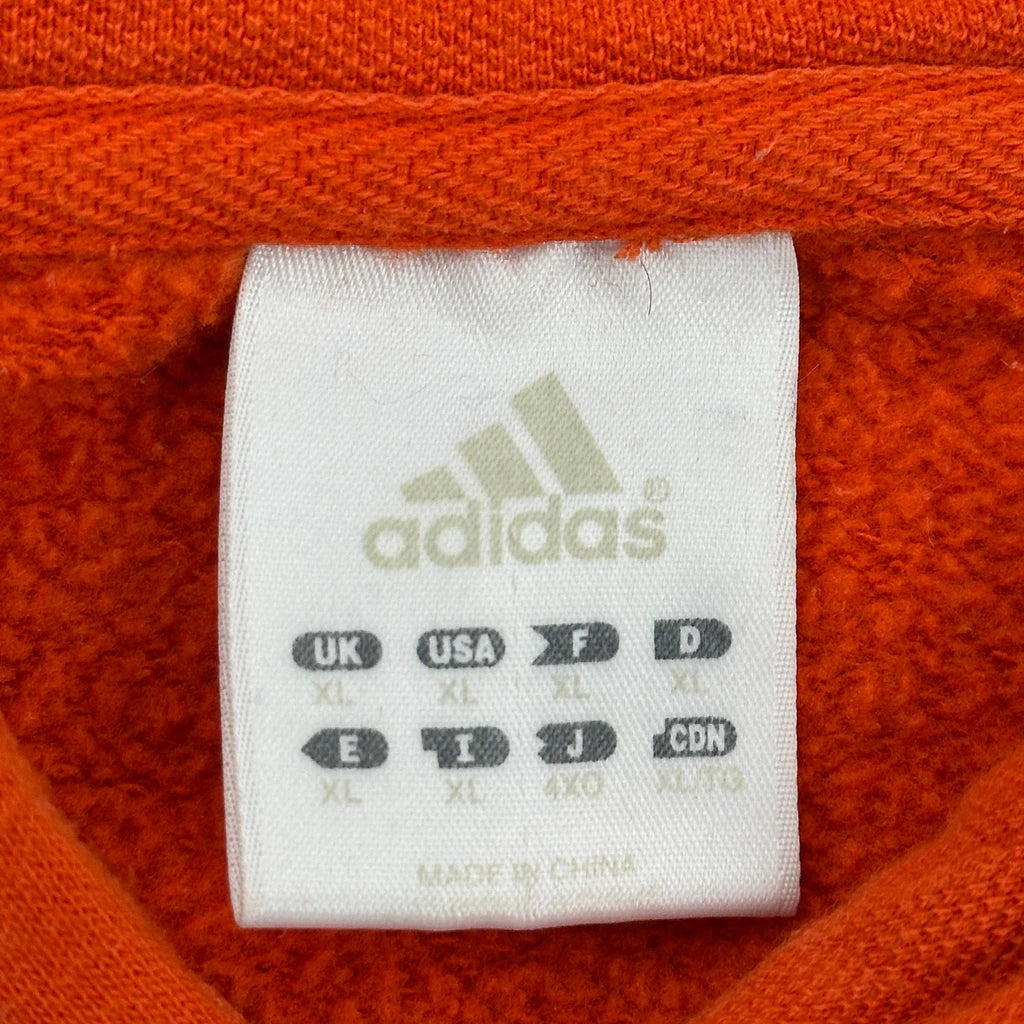 adidas®
UK USA F D
XL XL XL XL
E I J CDN
XL XL 4XO XL/TG
MADE IN CHINA